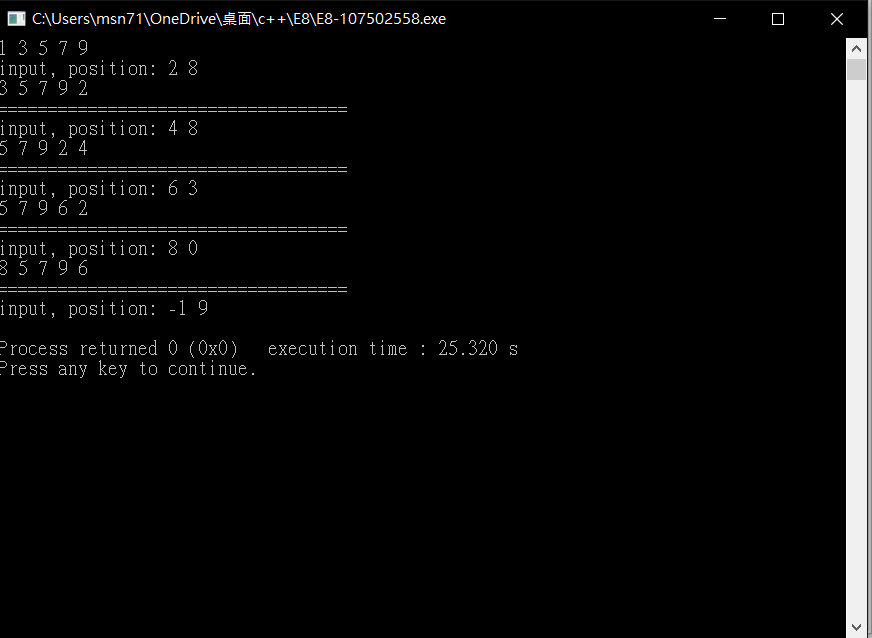 C:\Users\msn71\OneDrive\桌面\c++\E8\E8-107502558.exe
1 3 5 7 9
input, position: 2 8
3 5 7 9 2
===================================
input, position: 4 8
5 7 9 2 4
===================================
input, position: 6 3
5 7 9 6 2
===================================
input, position: 8 0
8 5 7 9 6
===================================
input, position: -1 9
Process returned 0 (0x0)   execution time : 25.320 s
Press any key to continue.